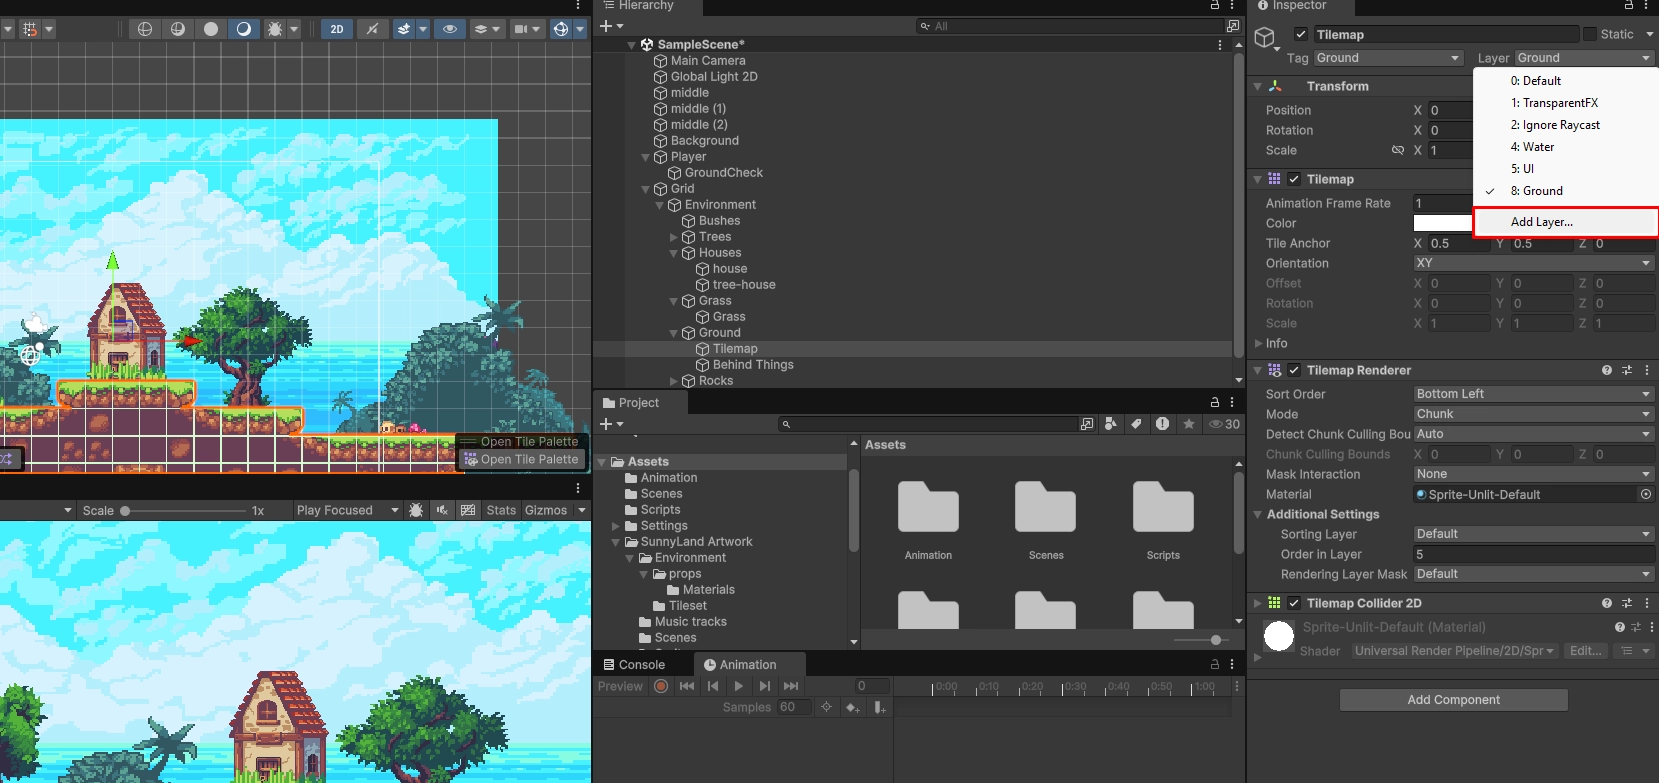 Hierarchy
Inspector
2D
All
Tilemap
Static
SampleScene*
Tag Ground
Layer Ground
Main Camera
Global Light 2D
middle
middle (1)
middle (2)
Background
Player
GroundCheck
Grid
Environment
Bushes
Trees
Houses
house
tree-house
Grass
Grass
Ground
Tilemap
Behind Things
Rocks
0: Default
1: TransparentFX
2: Ignore Raycast
4: Water
5: UI
8: Ground
Add Layer...
Transform
Position X 0
Rotation X 0
Scale X 1
Tilemap
Animation Frame Rate 1
Color
Tile Anchor X 0.5 Y 0.5 Z 0
Orientation XY
Offset X 0 Y 0 Z 0
Rotation X 0 Y 0 Z 0
Scale X 1 Y 1 Z 1
Info
Tilemap Renderer
Sort Order Bottom Left
Mode Chunk
Detect Chunk Culling Bou Auto
Chunk Culling Bounds X 0 Y 0 Z 0
Mask Interaction None
Material Sprite-Unlit-Default
Additional Settings
Sorting Layer Default
Order in Layer 5
Rendering Layer Mask Default
Tilemap Collider 2D
Sprite-Unlit-Default (Material)
Shader Universal Render Pipeline/2D/Spr Edit...
Add Component
Open Tile Palette
Open Tile Palette
Scale 1x Play Focused Stats Gizmos
Project
30
Assets
Animation
Scenes
Scripts
Settings
SunnyLand Artwork
Environment
props
Materials
Tileset
Music tracks
Scenes
Assets
Animation Scenes Scripts
Console Animation
Preview 0 0:00 0:10 0:20 0:30 0:40 0:50 1:00
Samples 60